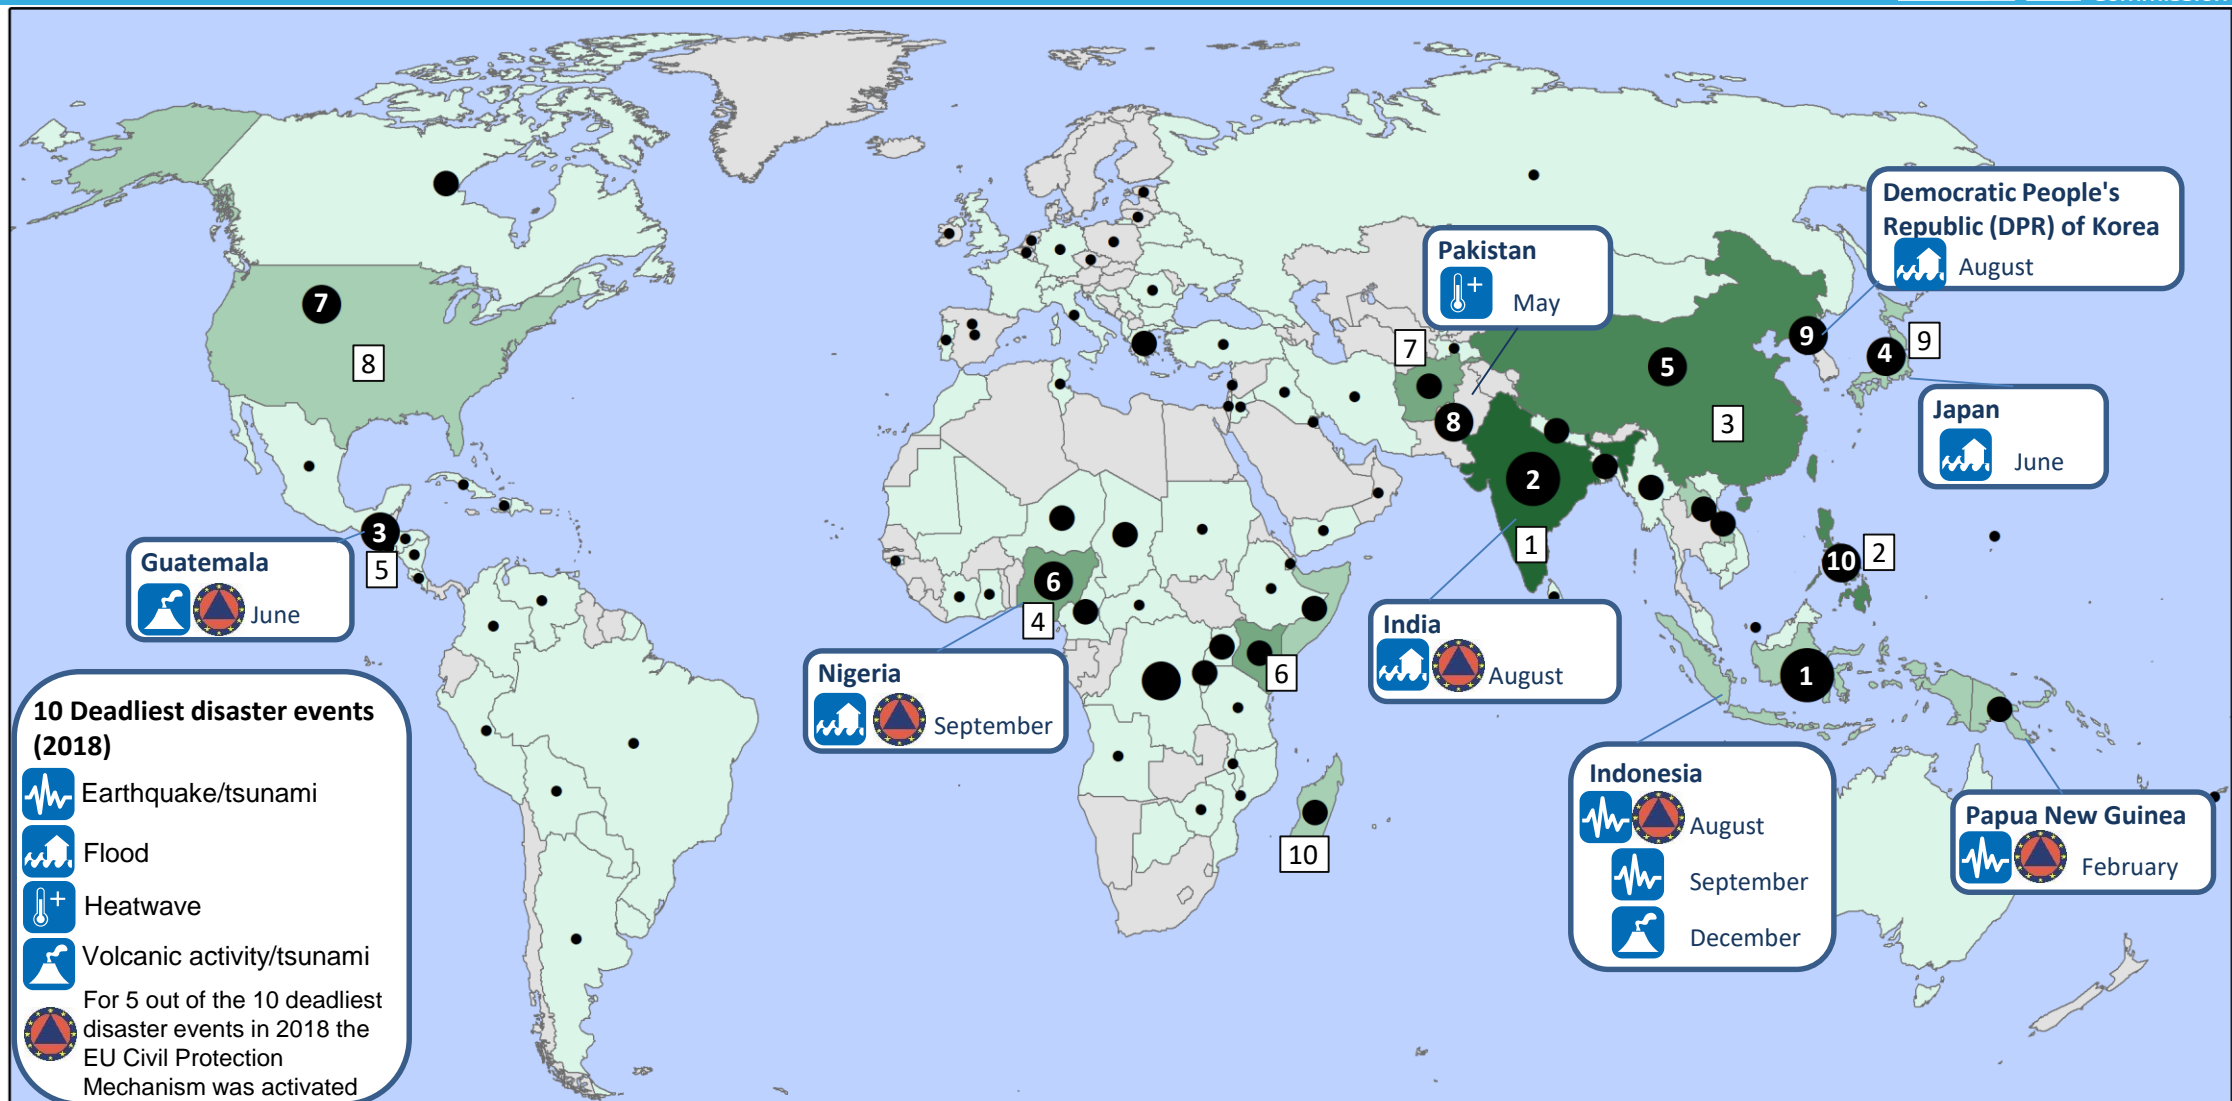 Democratic People's
Republic (DPR) of Korea
August
Pakistan
May
7
9
4
9
5
7
8
8
3
Japan
June
2
1
3
5
Guatemala
June
10
2
6
4
India
August
Nigeria
September
6
1
10 Deadliest disaster events
(2018)
Earthquake/tsunami
Flood
Heatwave
Volcanic activity/tsunami
For 5 out of the 10 deadliest
disaster events in 2018 the
EU Civil Protection
Mechanism was activated
10
Indonesia
August
September
December
Papua New Guinea
February